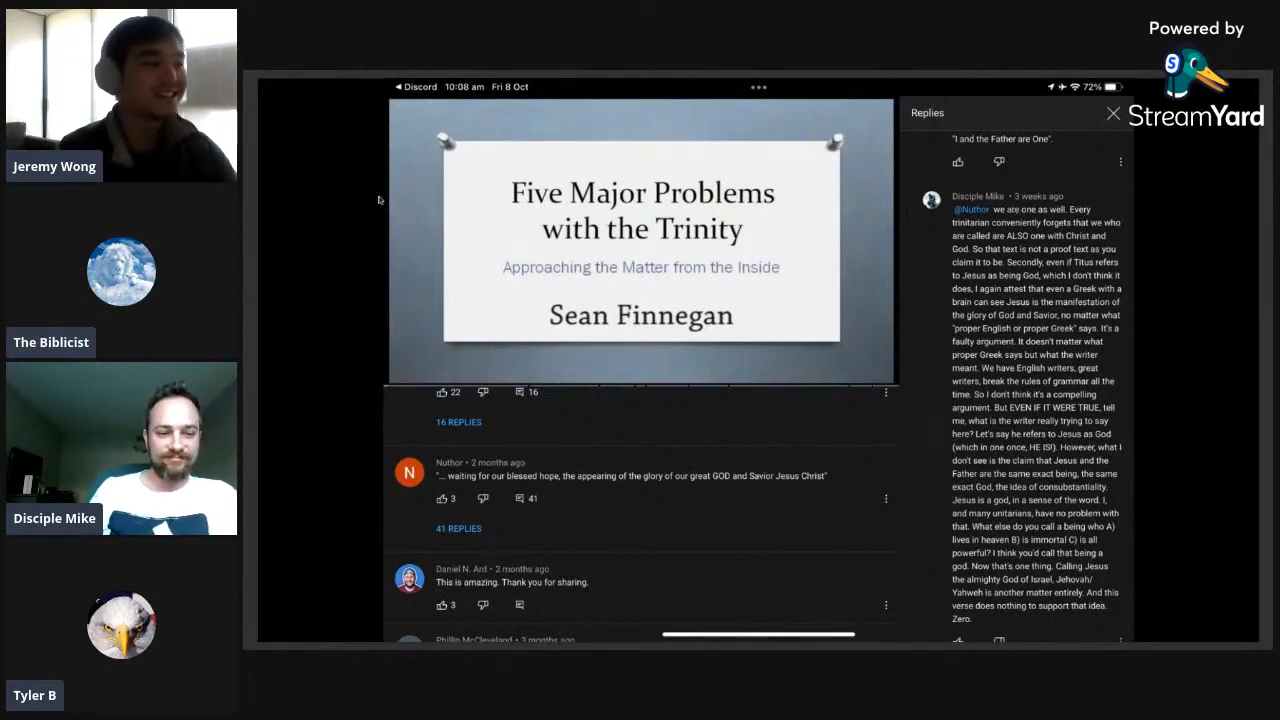 Powered by
StreamYard
Jeremy Wong
The Biblicist
Disciple Mike
Tyler B
Discord 10:08 am Fri 8 Oct
72%
Five Major Problems
with the Trinity
Approaching the Matter from the Inside
Sean Finnegan
22 16
16 REPLIES
N
Nuthor • 2 months ago
"... waiting for our blessed hope, the appearing of the glory of our great GOD and Savior Jesus Christ"
3 41
41 REPLIES
Daniel N. Ard • 2 months ago
This is amazing. Thank you for sharing.
3
Phillip McCleveland • 3 months ago
Replies
"I and the Father are One".
Disciple Mike • 3 weeks ago
@Nuthor we are one as well. Every
trinitarian conveniently forgets that we who
are called are ALSO one with Christ and
God. So that text is not a proof text as you
claim it to be. Secondly, even if Titus refers
to Jesus as being God, which I don't think it
does, I again attest that even a Greek with a
brain can see Jesus is the manifestation of
the glory of God and Savior, no matter what
"proper English or proper Greek" says. It's a
faulty argument. It doesn't matter what
proper Greek says but what the writer
meant. We have English writers, great
writers, break the rules of grammar all the
time. So I don't think it's a compelling
argument. But EVEN IF IT WERE TRUE, tell
me, what is the writer really trying to say
here? Let's say he refers to Jesus as God
(which in one once, HE IS!). However, what I
don't see is the claim that Jesus and the
Father are the same exact being, the same
exact God, the idea of consubstantiality.
Jesus is a god, in a sense of the word. I,
and many unitarians, have no problem with
that. What else do you call a being who A)
lives in heaven B) is immortal C) is all
powerful? I think you'd call that being a
god. Now that's one thing. Calling Jesus
the almighty God of Israel, Jehovah/
Yahweh is another matter entirely. And this
verse does nothing to support that idea.
Zero.